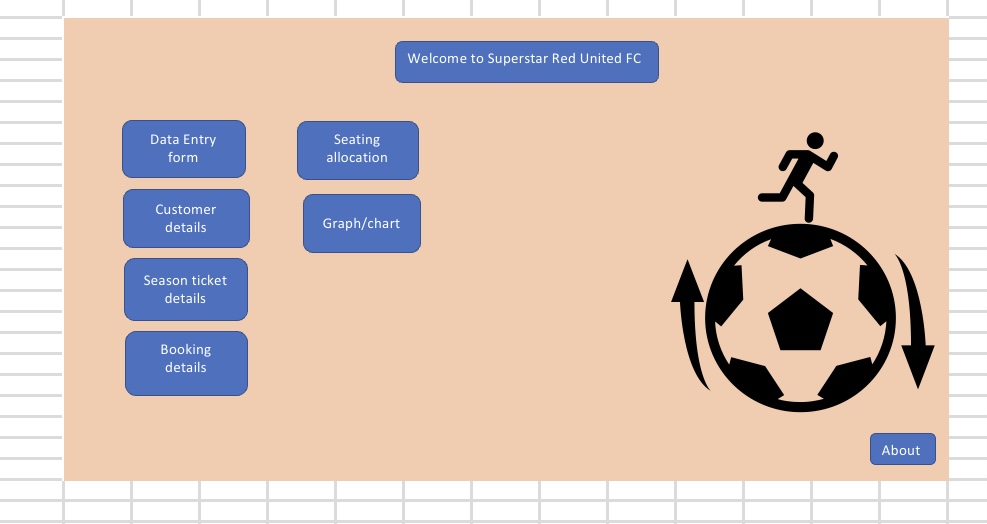 Welcome to Superstar Red United FC
Data Entry
form
Seating
allocation
Customer
details
Graph/chart
Season ticket
details
Booking
details
About